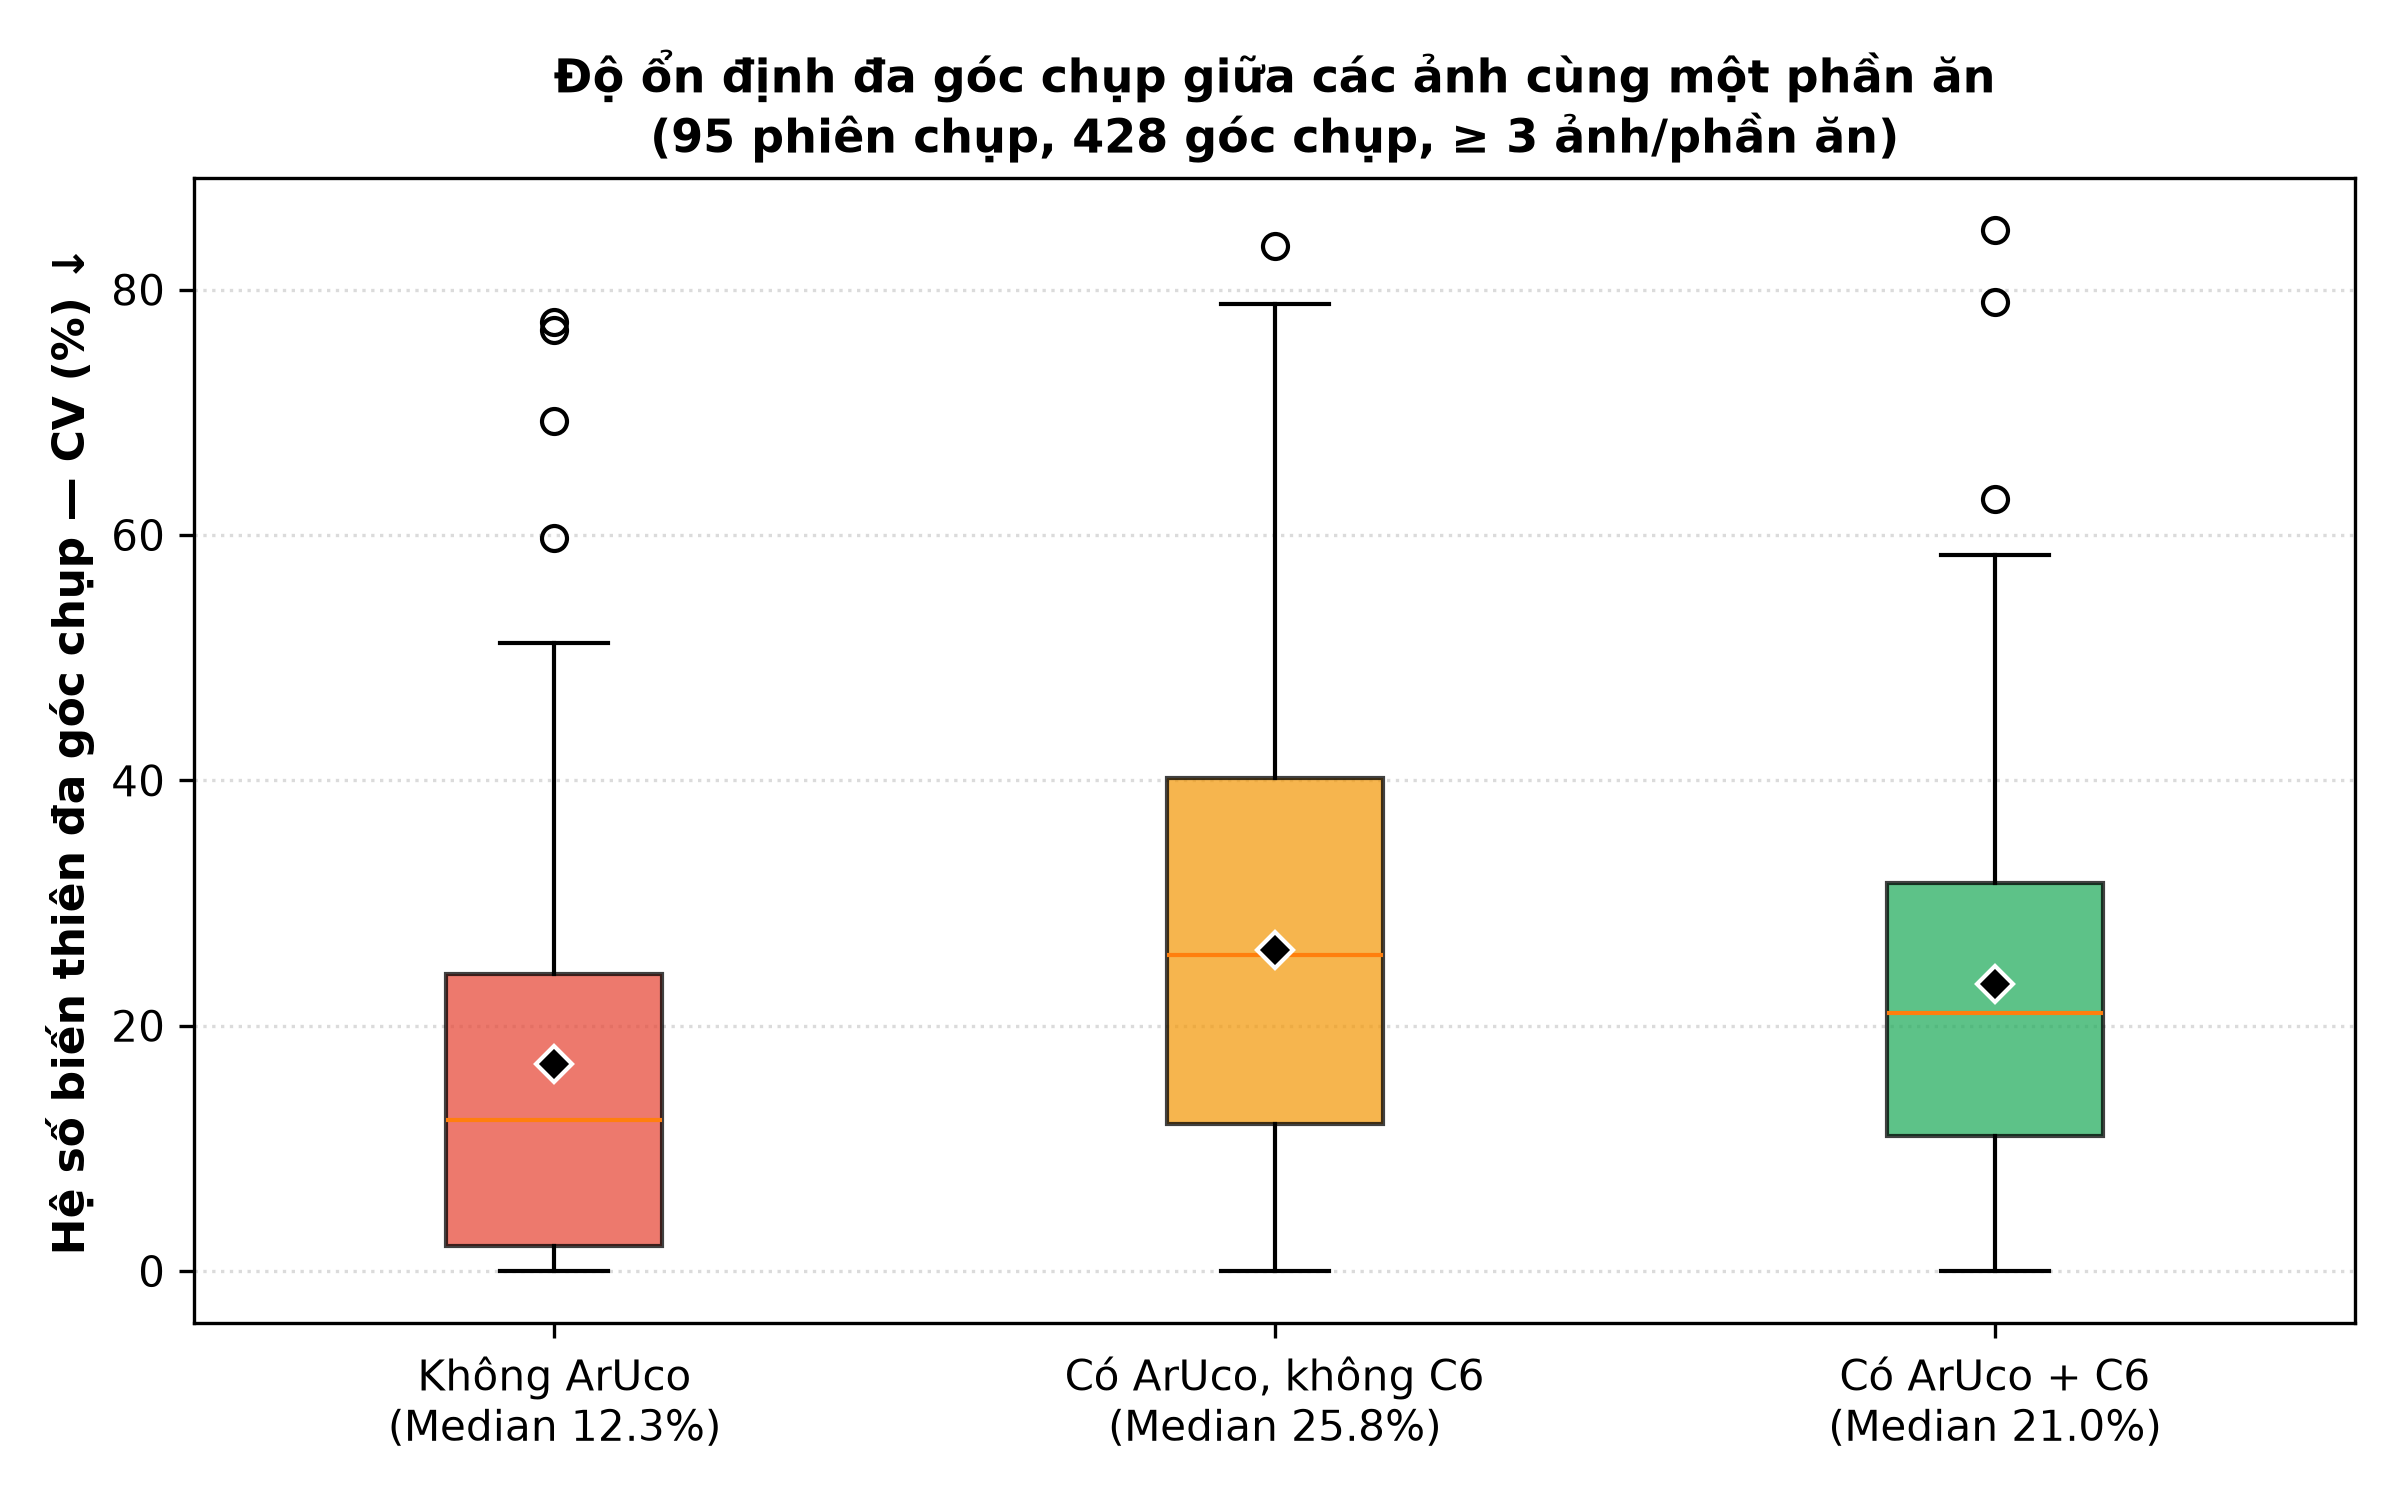 Độ ổn định đa góc chụp giữa các ảnh cùng một phần ăn
(95 phiên chụp, 428 góc chụp, ≥ 3 ảnh/phần ăn)
Hệ số biến thiên đa góc chụp — CV (%) ↓
80
60
40
20
0
Không ArUco
(Median 12.3%)
Có ArUco, không C6
(Median 25.8%)
Có ArUco + C6
(Median 21.0%)